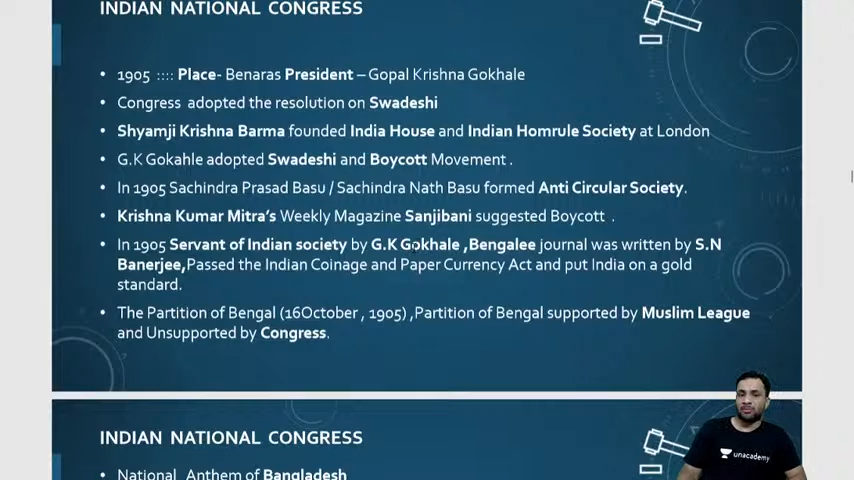 INDIAN NATIONAL CONGRESS
• 1905 :::: Place- Benaras President – Gopal Krishna Gokhale
• Congress adopted the resolution on Swadeshi
• Shyamji Krishna Barma founded India House and Indian Homrule Society at London
• G.K Gokahle adopted Swadeshi and Boycott Movement .
• In 1905 Sachindra Prasad Basu / Sachindra Nath Basu formed Anti Circular Society.
• Krishna Kumar Mitra's Weekly Magazine Sanjibani suggested Boycott .
• In 1905 Servant of Indian society by G.K Gokhale ,Bengalee journal was written by S.N
Banerjee,Passed the Indian Coinage and Paper Currency Act and put India on a gold
standard.
• The Partition of Bengal (16October , 1905) ,Partition of Bengal supported by Muslim League
and Unsupported by Congress.
INDIAN NATIONAL CONGRESS
• National Anthem of Bangladesh
unacademy